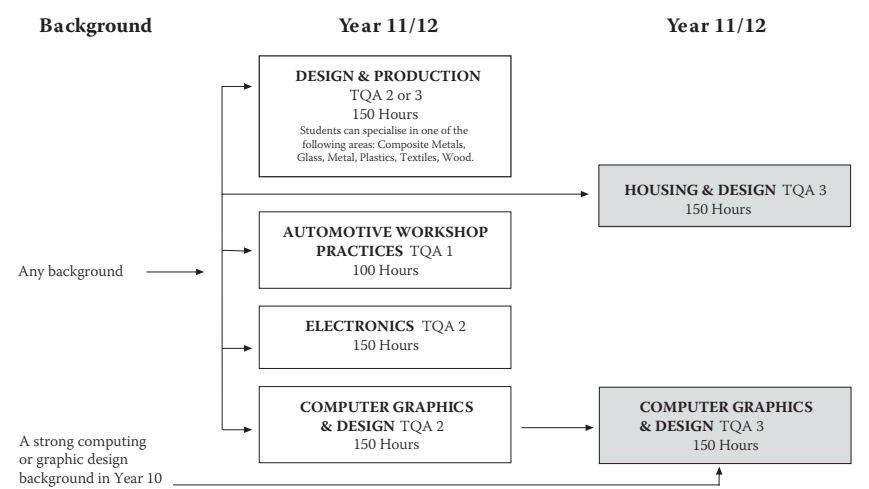 Background
Year 11/12
Year 11/12
DESIGN & PRODUCTION
TQA 2 or 3
150 Hours
Students can specialise in one of the
following areas: Composite Metals,
Glass, Metal, Plastics, Textiles, Wood.
HOUSING & DESIGN TQA 3
150 Hours
AUTOMOTIVE WORKSHOP
PRACTICES TQA 1
100 Hours
Any background
ELECTRONICS TQA 2
150 Hours
COMPUTER GRAPHICS
& DESIGN TQA 2
150 Hours
COMPUTER GRAPHICS
& DESIGN TQA 3
150 Hours
A strong computing
or graphic design
background in Year 10